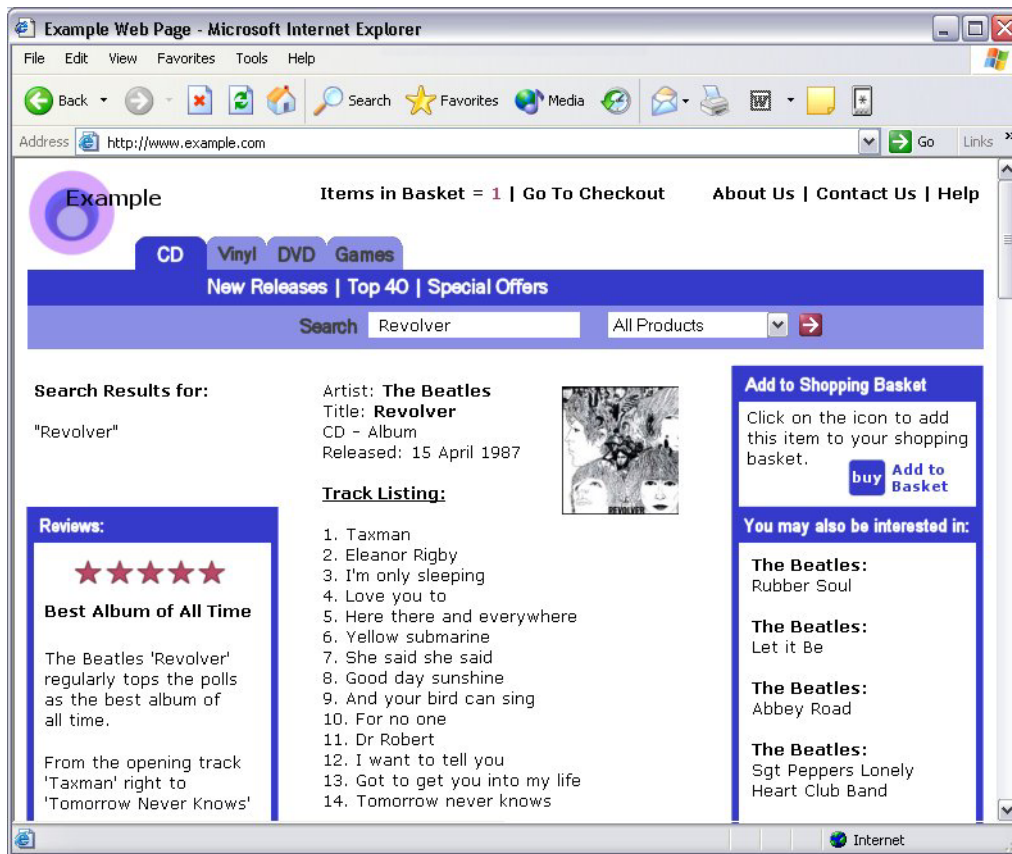 Example Web Page - Microsoft Internet Explorer
File Edit View Favorites Tools Help
Back Search Favorites Media
Address http://www.example.com Go Links »
Example
Items in Basket = 1 | Go To Checkout
About Us | Contact Us | Help
CD Vinyl DVD Games
New Releases | Top 40 | Special Offers
Search Revolver All Products
Search Results for:
"Revolver"
Reviews:
Best Album of All Time
The Beatles 'Revolver'
regularly tops the polls
as the best album of
all time.
From the opening track
'Taxman' right to
'Tomorrow Never Knows'
Artist: The Beatles
Title: Revolver
CD - Album
Released: 15 April 1987
REVOLVER
Track Listing:
1. Taxman
2. Eleanor Rigby
3. I'm only sleeping
4. Love you to
5. Here there and everywhere
6. Yellow submarine
7. She said she said
8. Good day sunshine
9. And your bird can sing
10. For no one
11. Dr Robert
12. I want to tell you
13. Got to get you into my life
14. Tomorrow never knows
Add to Shopping Basket
Click on the icon to add
this item to your shopping
basket.
buy Add to
Basket
You may also be interested in:
The Beatles:
Rubber Soul
The Beatles:
Let it Be
The Beatles:
Abbey Road
The Beatles:
Sgt Peppers Lonely
Heart Club Band
Internet